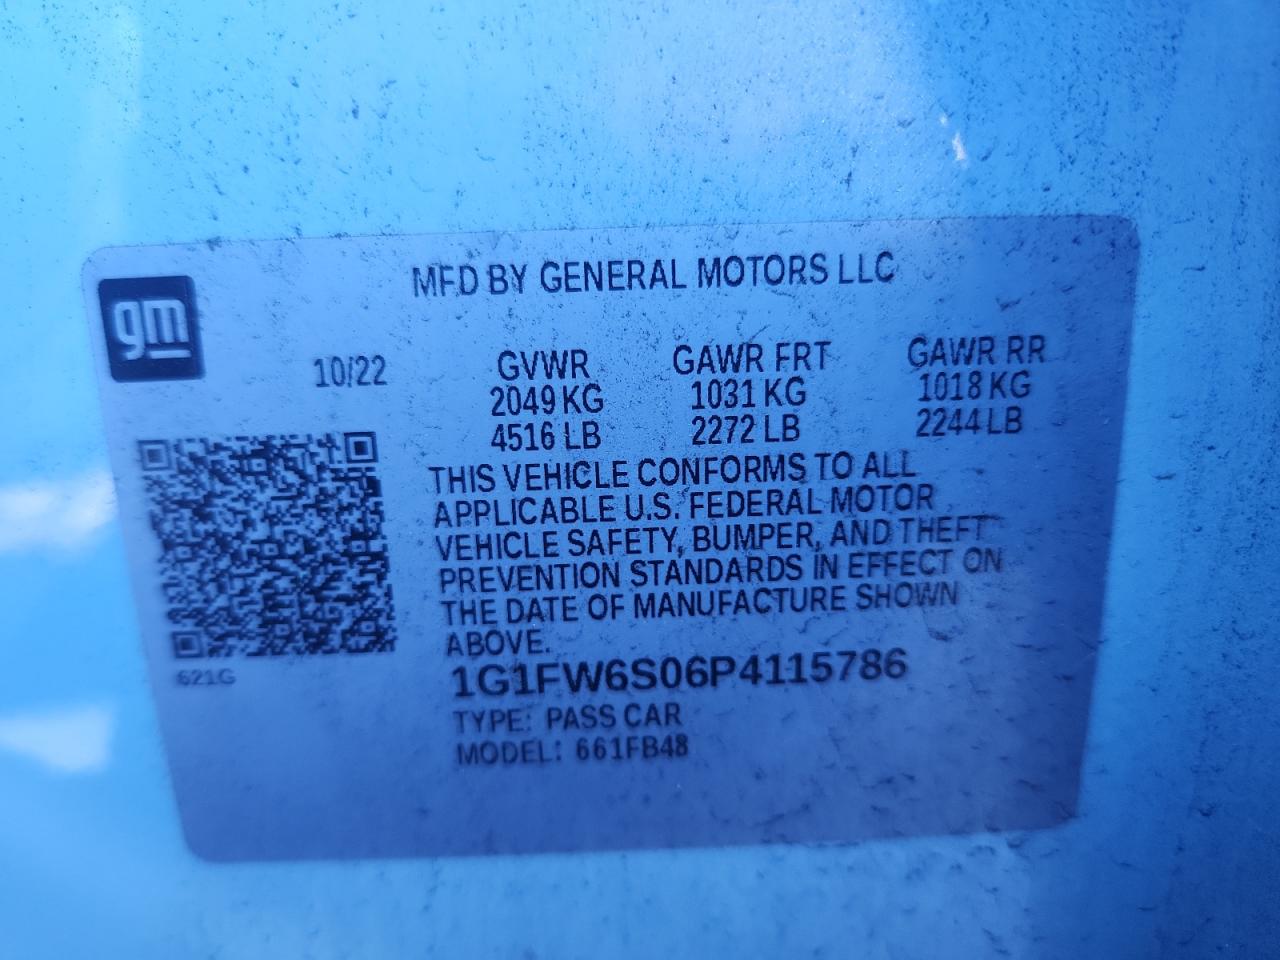 MFD BY GENERAL MOTORS LLC
gm
10/22
GVWR GAWR FRT GAWR RR
2049 KG 1031 KG 1018 KG
4516 LB 2272 LB 2244 LB
THIS VEHICLE CONFORMS TO ALL
APPLICABLE U.S. FEDERAL MOTOR
VEHICLE SAFETY, BUMPER, AND THEFT
PREVENTION STANDARDS IN EFFECT ON
THE DATE OF MANUFACTURE SHOWN
ABOVE.
621G
1G1FW6S06P4115786
TYPE: PASS CAR
MODEL: 661FB48